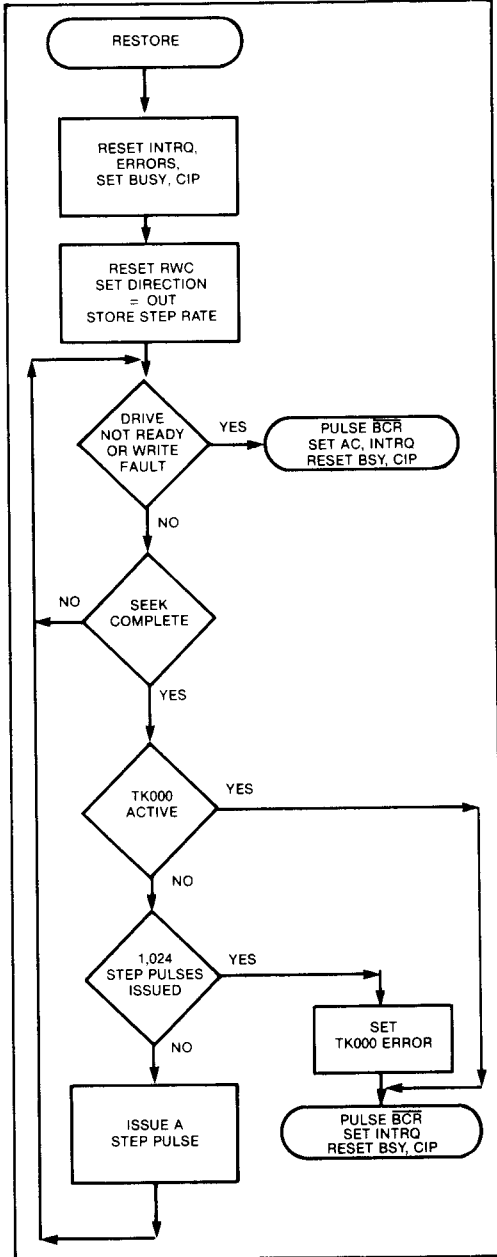 RESTORE
RESET INTRQ,
ERRORS,
SET BUSY, CIP
RESET RWC
SET DIRECTION
= OUT
STORE STEP RATE
DRIVE
NOT READY
OR WRITE
FAULT
YES
PULSE B̅C̅R̅
SET AC, INTRQ
RESET BSY, CIP
NO
SEEK
COMPLETE
NO
YES
TK000
ACTIVE
YES
NO
1,024
STEP PULSES
ISSUED
YES
SET
TK000 ERROR
NO
ISSUE A
STEP PULSE
PULSE B̅C̅R̅
SET INTRQ
RESET BSY, CIP